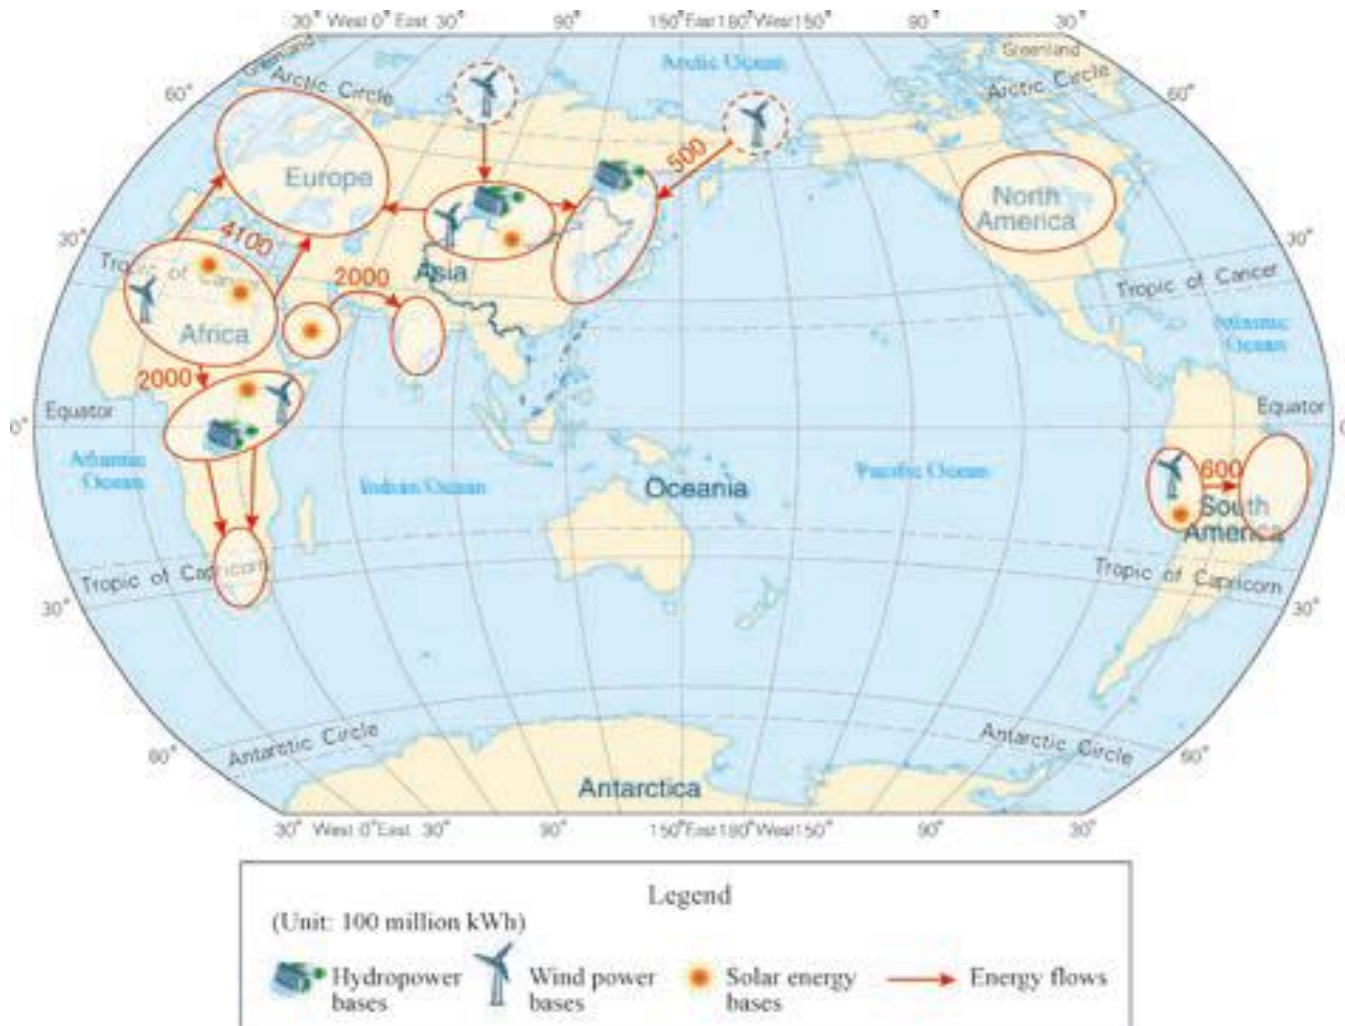 30° West 0° East 30° 90° 150° East 180° West 150° 90° 30°
Greenland
Greenland
Arctic Ocean
Arctic Circle
Arctic Circle
60°
60°
Europe
500
North
America
4100
30°
30°
Tropic of Cancer
Asia
2000
Tropic of Cancer
Africa
Atlantic
Ocean
2000
Equator
Equator
0°
Atlantic
Ocean
Indian Ocean
Oceania
Pacific Ocean
600
South
America
Tropic of Capricorn
Tropic of Capricorn
30°
30°
Antarctic Circle
Antarctic Circle
60°
60°
Antarctica
30° West 0° East 30° 90° 150° East 180° West 150° 90° 30°
Legend
(Unit: 100 million kWh)
Hydropower
bases
Wind power
bases
Solar energy
bases
Energy flows